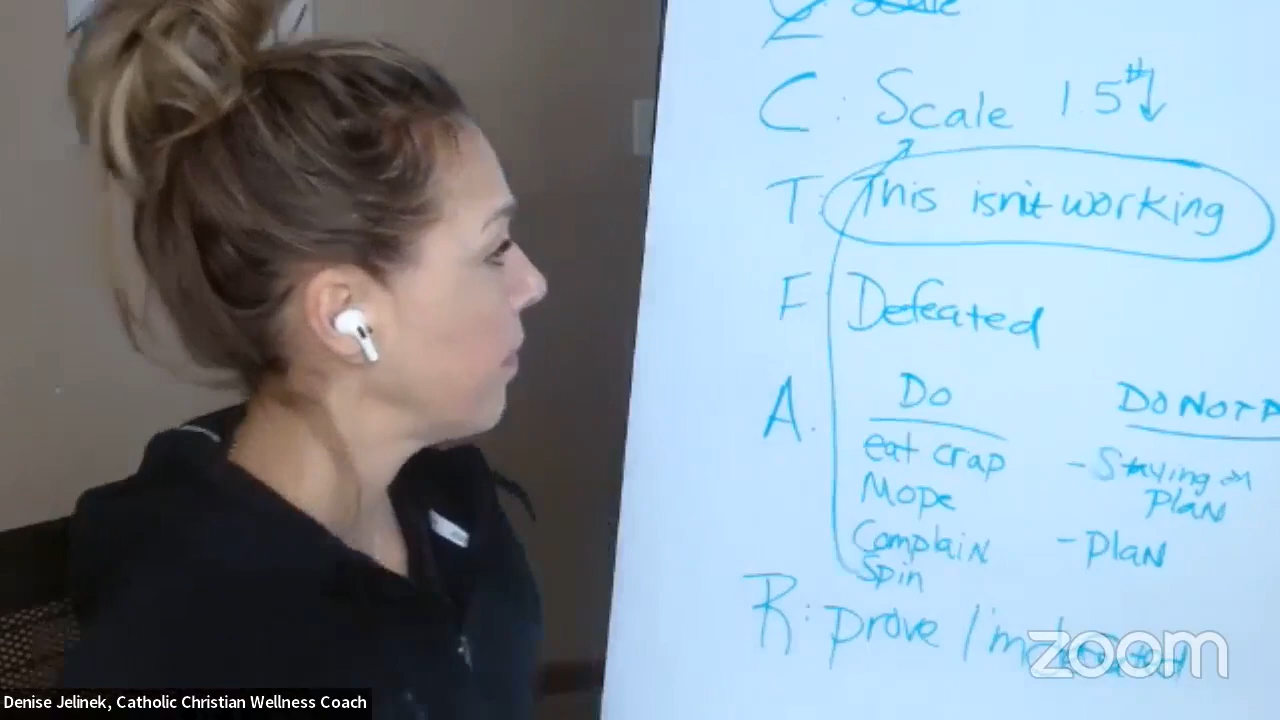 Scale
C: Scale 1.5# ↓
T: This isn't working
F Defeated
A. Do DO NOT
eat crap - Staying on
Mope Plan
Complain - Plan
Spin
R: prove I'm
zoom
Denise Jelinek, Catholic Christian Wellness Coach